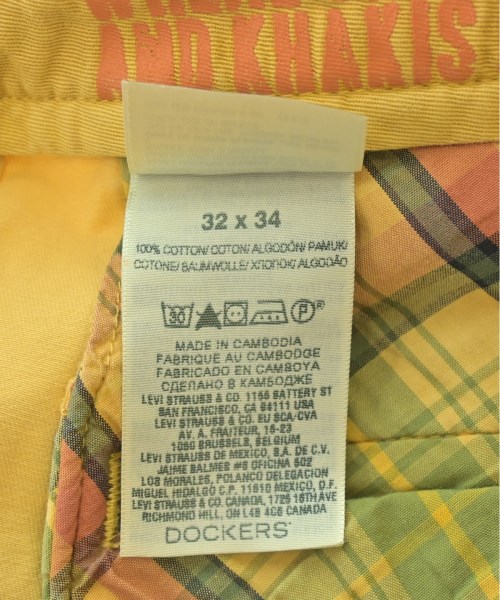 AND KHAKIS
32 x 34
100% COTTON/ COTON/ ALGODÓN/ PAMUK/
COTONE/ BAUMWOLLE/ ХЛОПОК/ ALGODÃO
30 P®
MADE IN CAMBODIA
FABRIQUE AU CAMBODGE
FABRICADO EN CAMBOYA
СДЕЛАНО В КАМБОДЖЕ
LEVI STRAUSS & CO. 1155 BATTERY ST
SAN FRANCISCO, CA 94111 USA
LEVI STRAUSS & CO. EU SCA/CVA
AV. A. FRAITEUR, 15-23
1050 BRUSSELS, BELGIUM
LEVI STRAUSS DE MEXICO, S.A. DE C.V.
JAIME BALMES #8 OFICINA 502
LOS MORALES, POLANCO DELEGACION
MIGUEL HIDALGO C.P. 11510 MEXICO, D.F.
LEVI STRAUSS & CO. CANADA, 1725 16TH AVE
RICHMOND HILL, ON L4B 4C6 CANADA
DOCKERS®